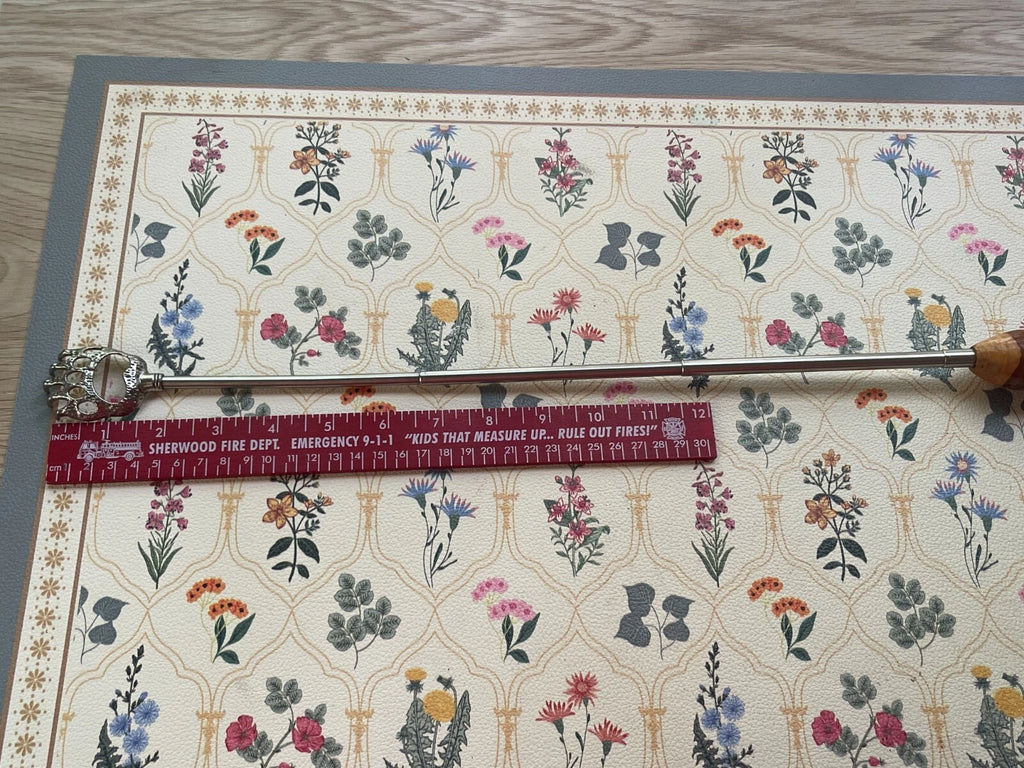 INCHES 1 2 3 4 5 6 7 8 9 10 11 12
SHERWOOD FIRE DEPT. EMERGENCY 9-1-1 "KIDS THAT MEASURE UP... RULE OUT FIRES!"
cm 1 2 3 4 5 6 7 8 9 10 11 12 13 14 15 16 17 18 19 20 21 22 23 24 25 26 27 28 29 30